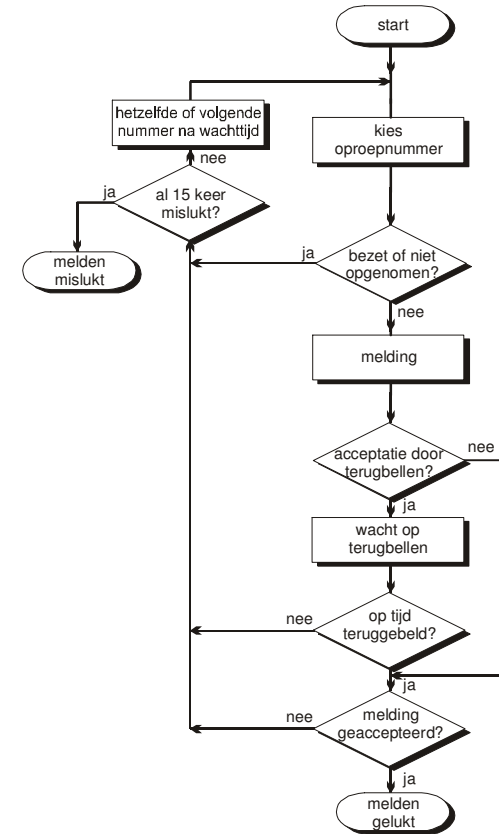 start
hetzelfde of volgende
nummer na wachttijd
kies
oproepnummer
nee
ja
al 15 keer
mislukt?
melden
mislukt
ja
bezet of niet
opgenomen?
nee
melding
acceptatie door
terugbellen?
nee
ja
wacht op
terugbellen
nee
op tijd
teruggebeld?
ja
nee
melding
geaccepteerd?
ja
melden
gelukt